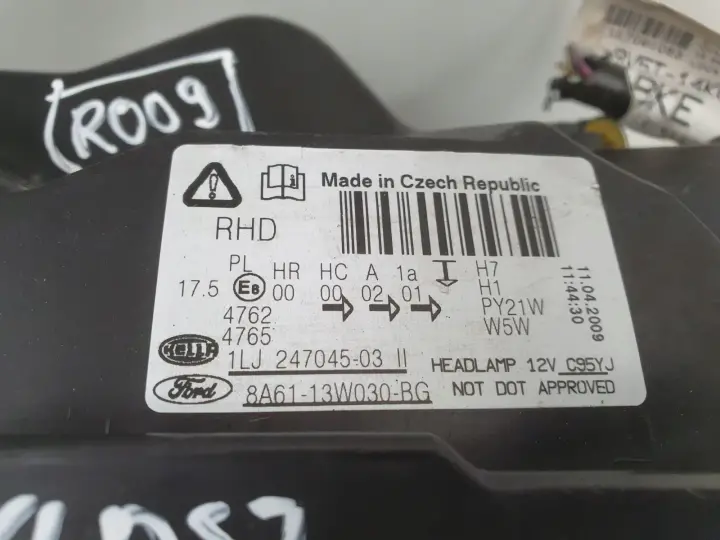 R009
BKE
Made in Czech Republic
RHD
PL HR HC A 1a H7
17.5 E8 00 00 02 01 H1
4762 PY21W
4765 W5W
11.04.2009
11:44:30
HELLA
1LJ 247045-03 II HEADLAMP 12V C95YJ
Ford 8A61-13W030-BG NOT DOT APPROVED